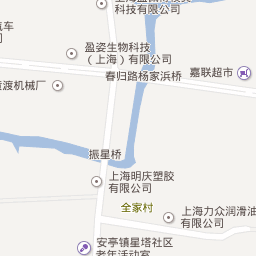 科技有限公司
汽车
司
盈姿生物科技
（上海）有限公司
春归路杨家浜桥
嘉联超市
渡机械厂
振星桥
上海明庆塑胶
有限公司
全家村
上海力众润滑油
有限公司
安亭镇星塔社区
老年活动室